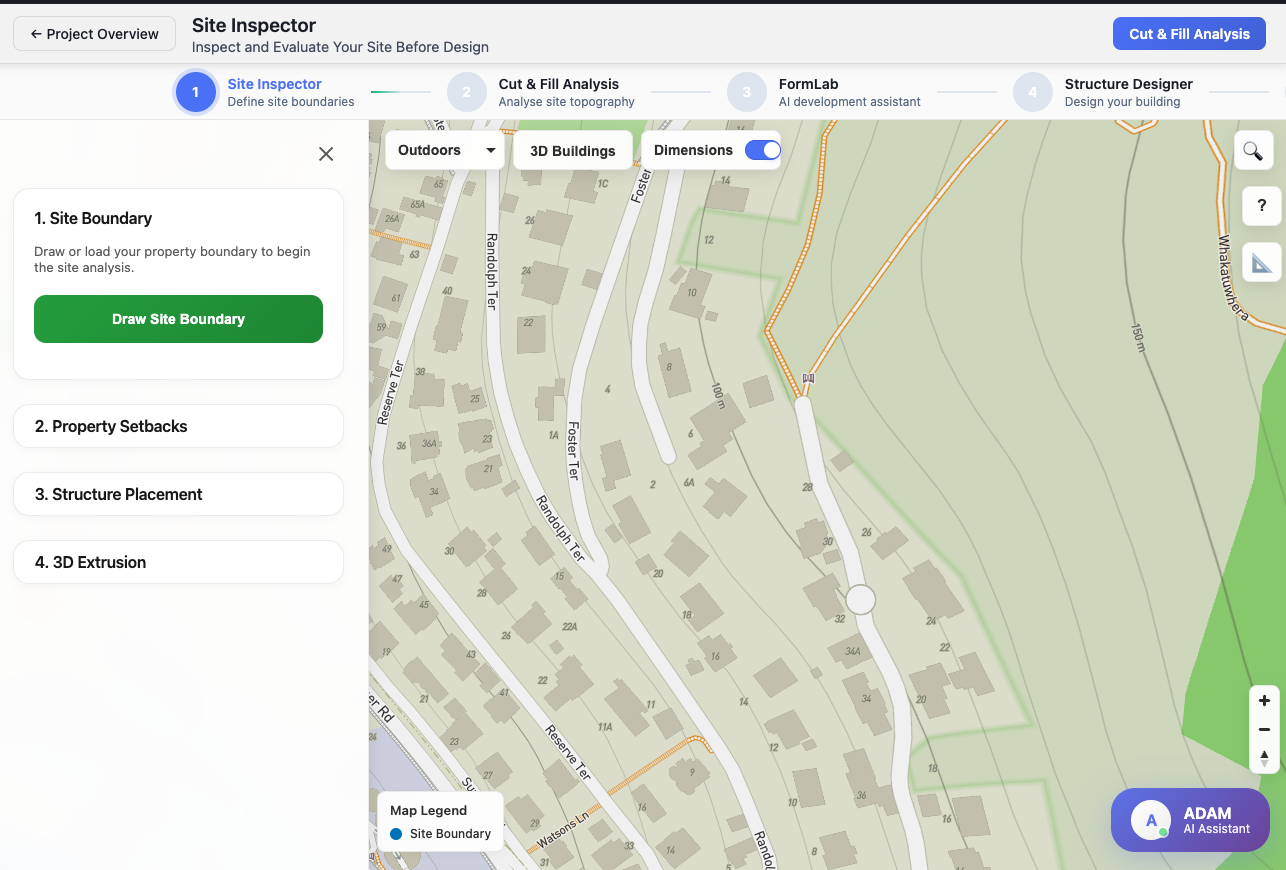 ← Project Overview
Site Inspector
Inspect and Evaluate Your Site Before Design
Cut & Fill Analysis
1
Site Inspector
Define site boundaries
2
Cut & Fill Analysis
Analyse site topography
3
FormLab
AI development assistant
4
Structure Designer
Design your building
1. Site Boundary
Draw or load your property boundary to begin
the site analysis.
Draw Site Boundary
2. Property Setbacks
3. Structure Placement
4. 3D Extrusion
Outdoors
3D Buildings
Dimensions
?
14
1C
65
65A
26A
26
12
Foster
63
Randolph Ter
24
40
10
61
22
59
Whakatuwhera
150 m
8
38
4
100 m
Reserve Ter
25
1A
6
36
36A
23
Foster Ter
21
2
6A
34
28
Randolph Ter
26
30
30
49
20
47
15
28
45
18
32
24
22A
26
22
19
43
16
34A
22
41
21
11
14
34
20
er Rd
11A
24
23
12
Reserve Ter
27
9
18
10
36
16
16
29
Watsons Ln
33
14
8
31
Randol
Map Legend
Site Boundary
+
−
A
ADAM
AI Assistant